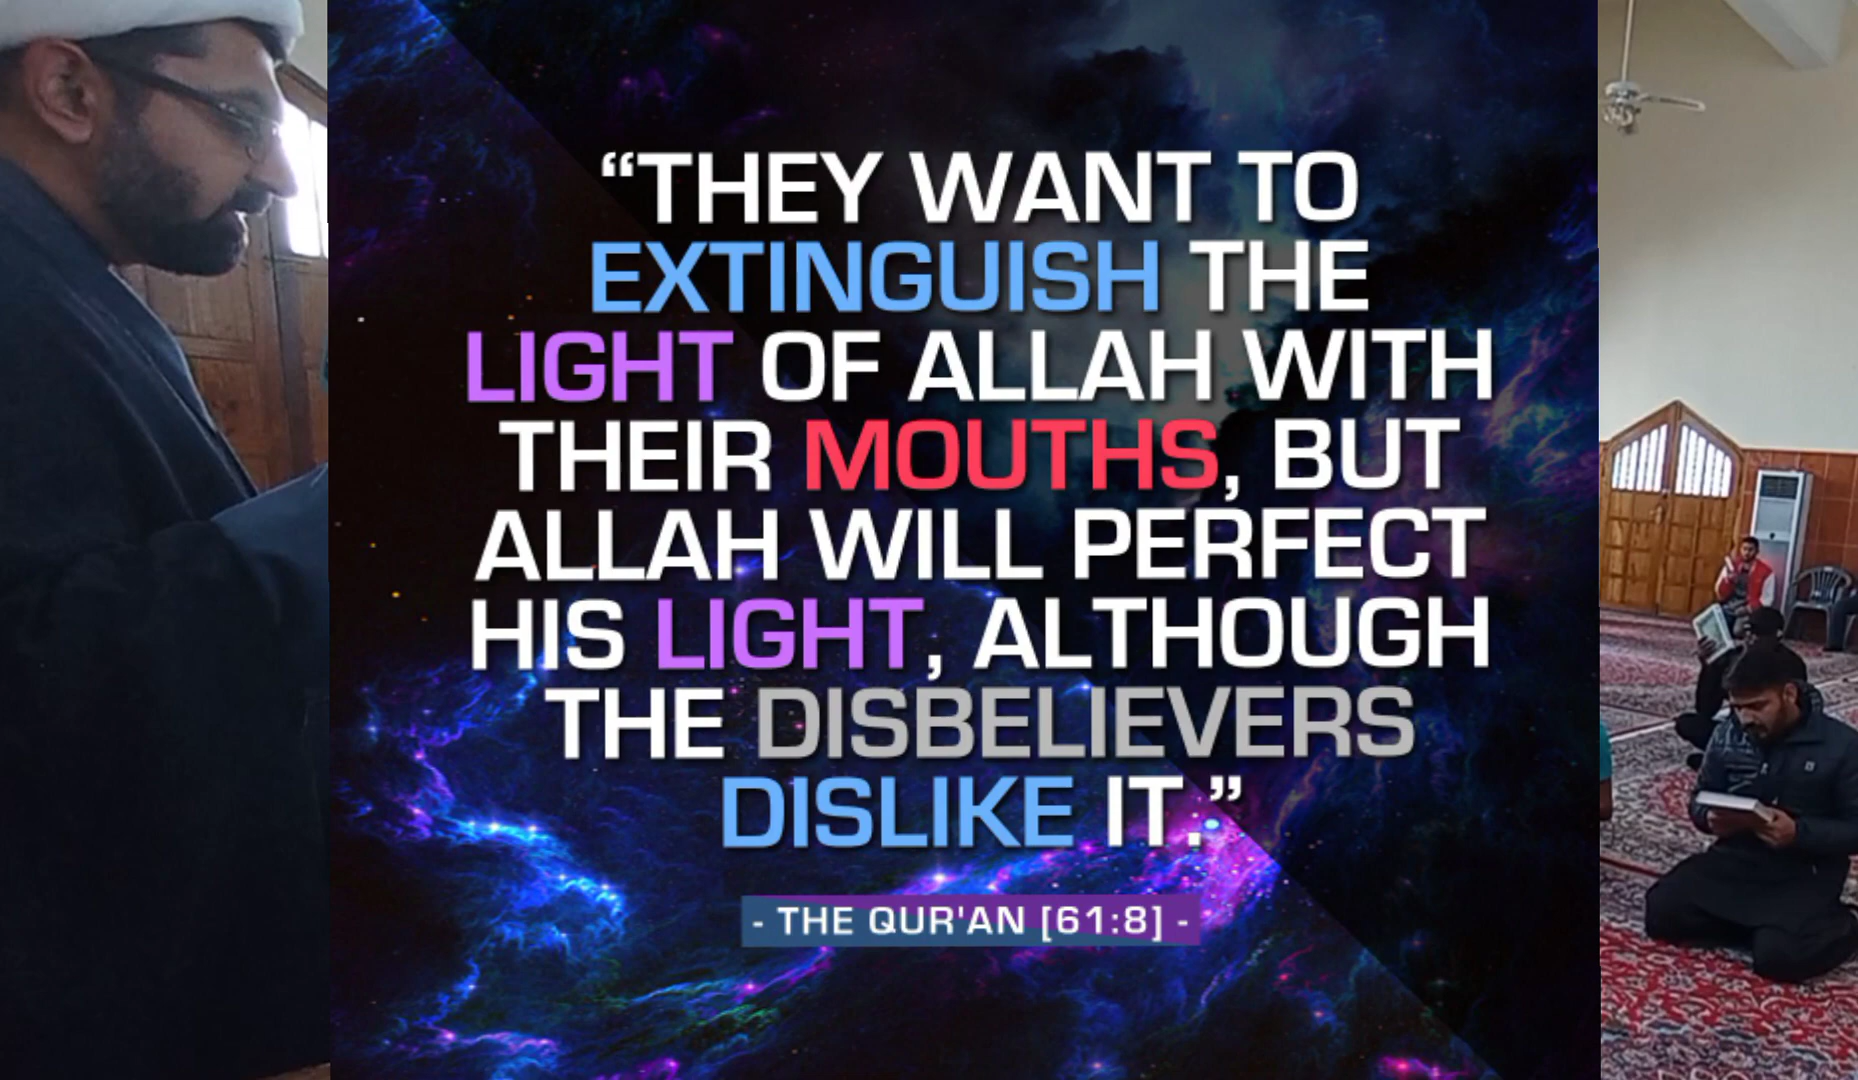 “THEY WANT TO
EXTINGUISH THE
LIGHT OF ALLAH WITH
THEIR MOUTHS, BUT
ALLAH WILL PERFECT
HIS LIGHT, ALTHOUGH
THE DISBELIEVERS
DISLIKE IT.”
- THE QUR'AN [61:8] -